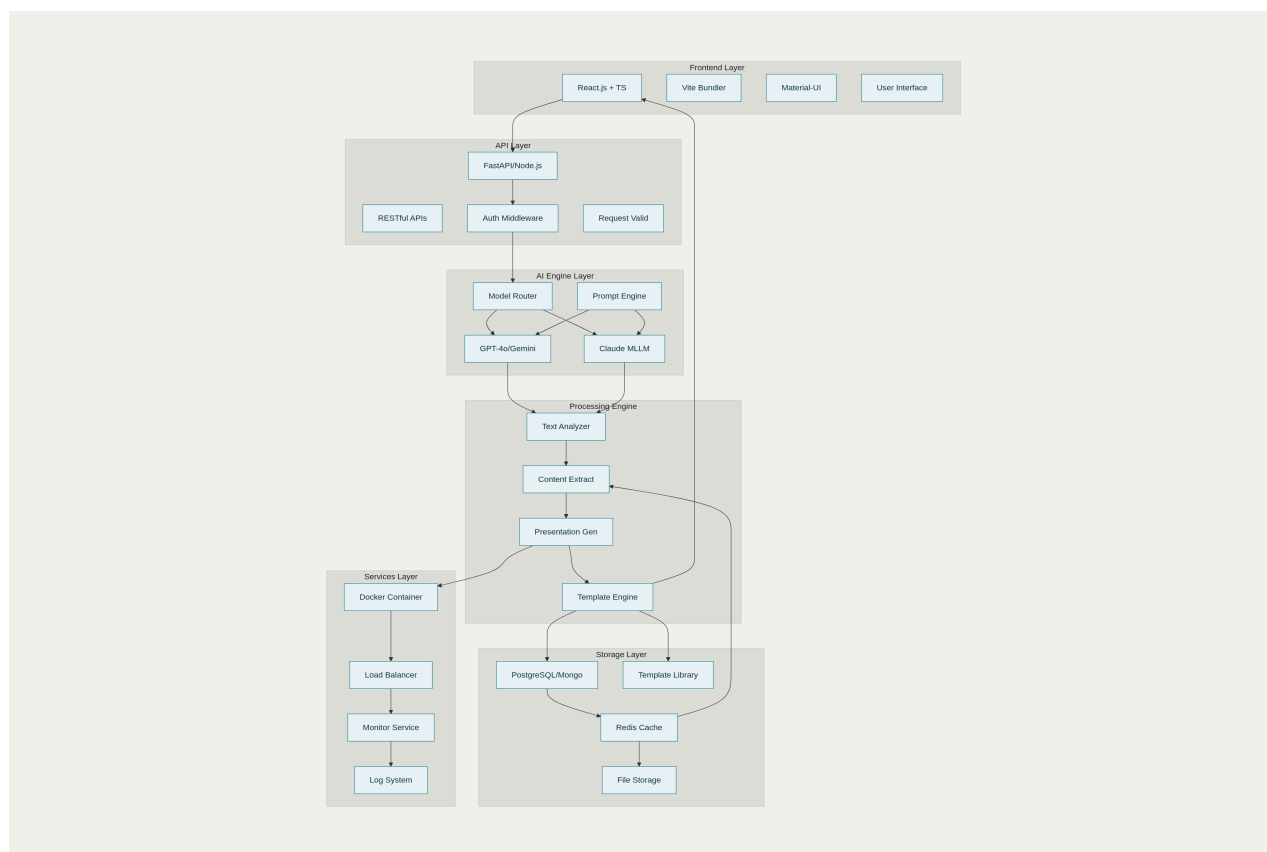 Frontend Layer
React.js + TS
Vite Bundler
Material-UI
User Interface
API Layer
FastAPI/Node.js
RESTful APIs
Auth Middleware
Request Valid
AI Engine Layer
Model Router
Prompt Engine
GPT-4o/Gemini
Claude MLLM
Processing Engine
Text Analyzer
Content Extract
Presentation Gen
Template Engine
Services Layer
Docker Container
Load Balancer
Monitor Service
Log System
Storage Layer
PostgreSQL/Mongo
Template Library
Redis Cache
File Storage